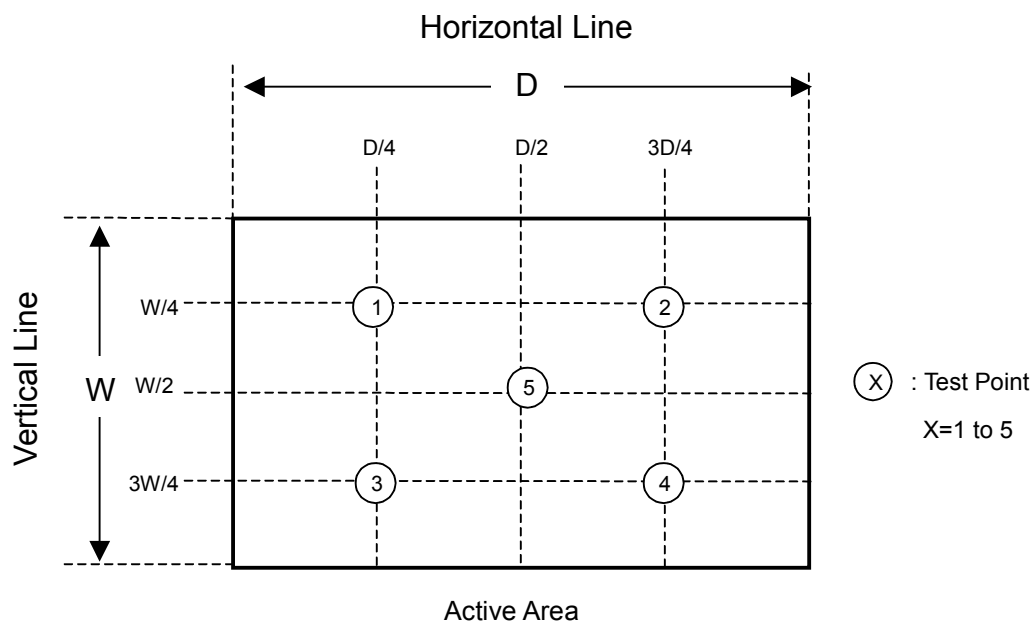 Horizontal Line
D
D/4 D/2 3D/4
Vertical Line
W
W/4
1 2
W/2
5
X : Test Point
X=1 to 5
3W/4
3 4
Active Area